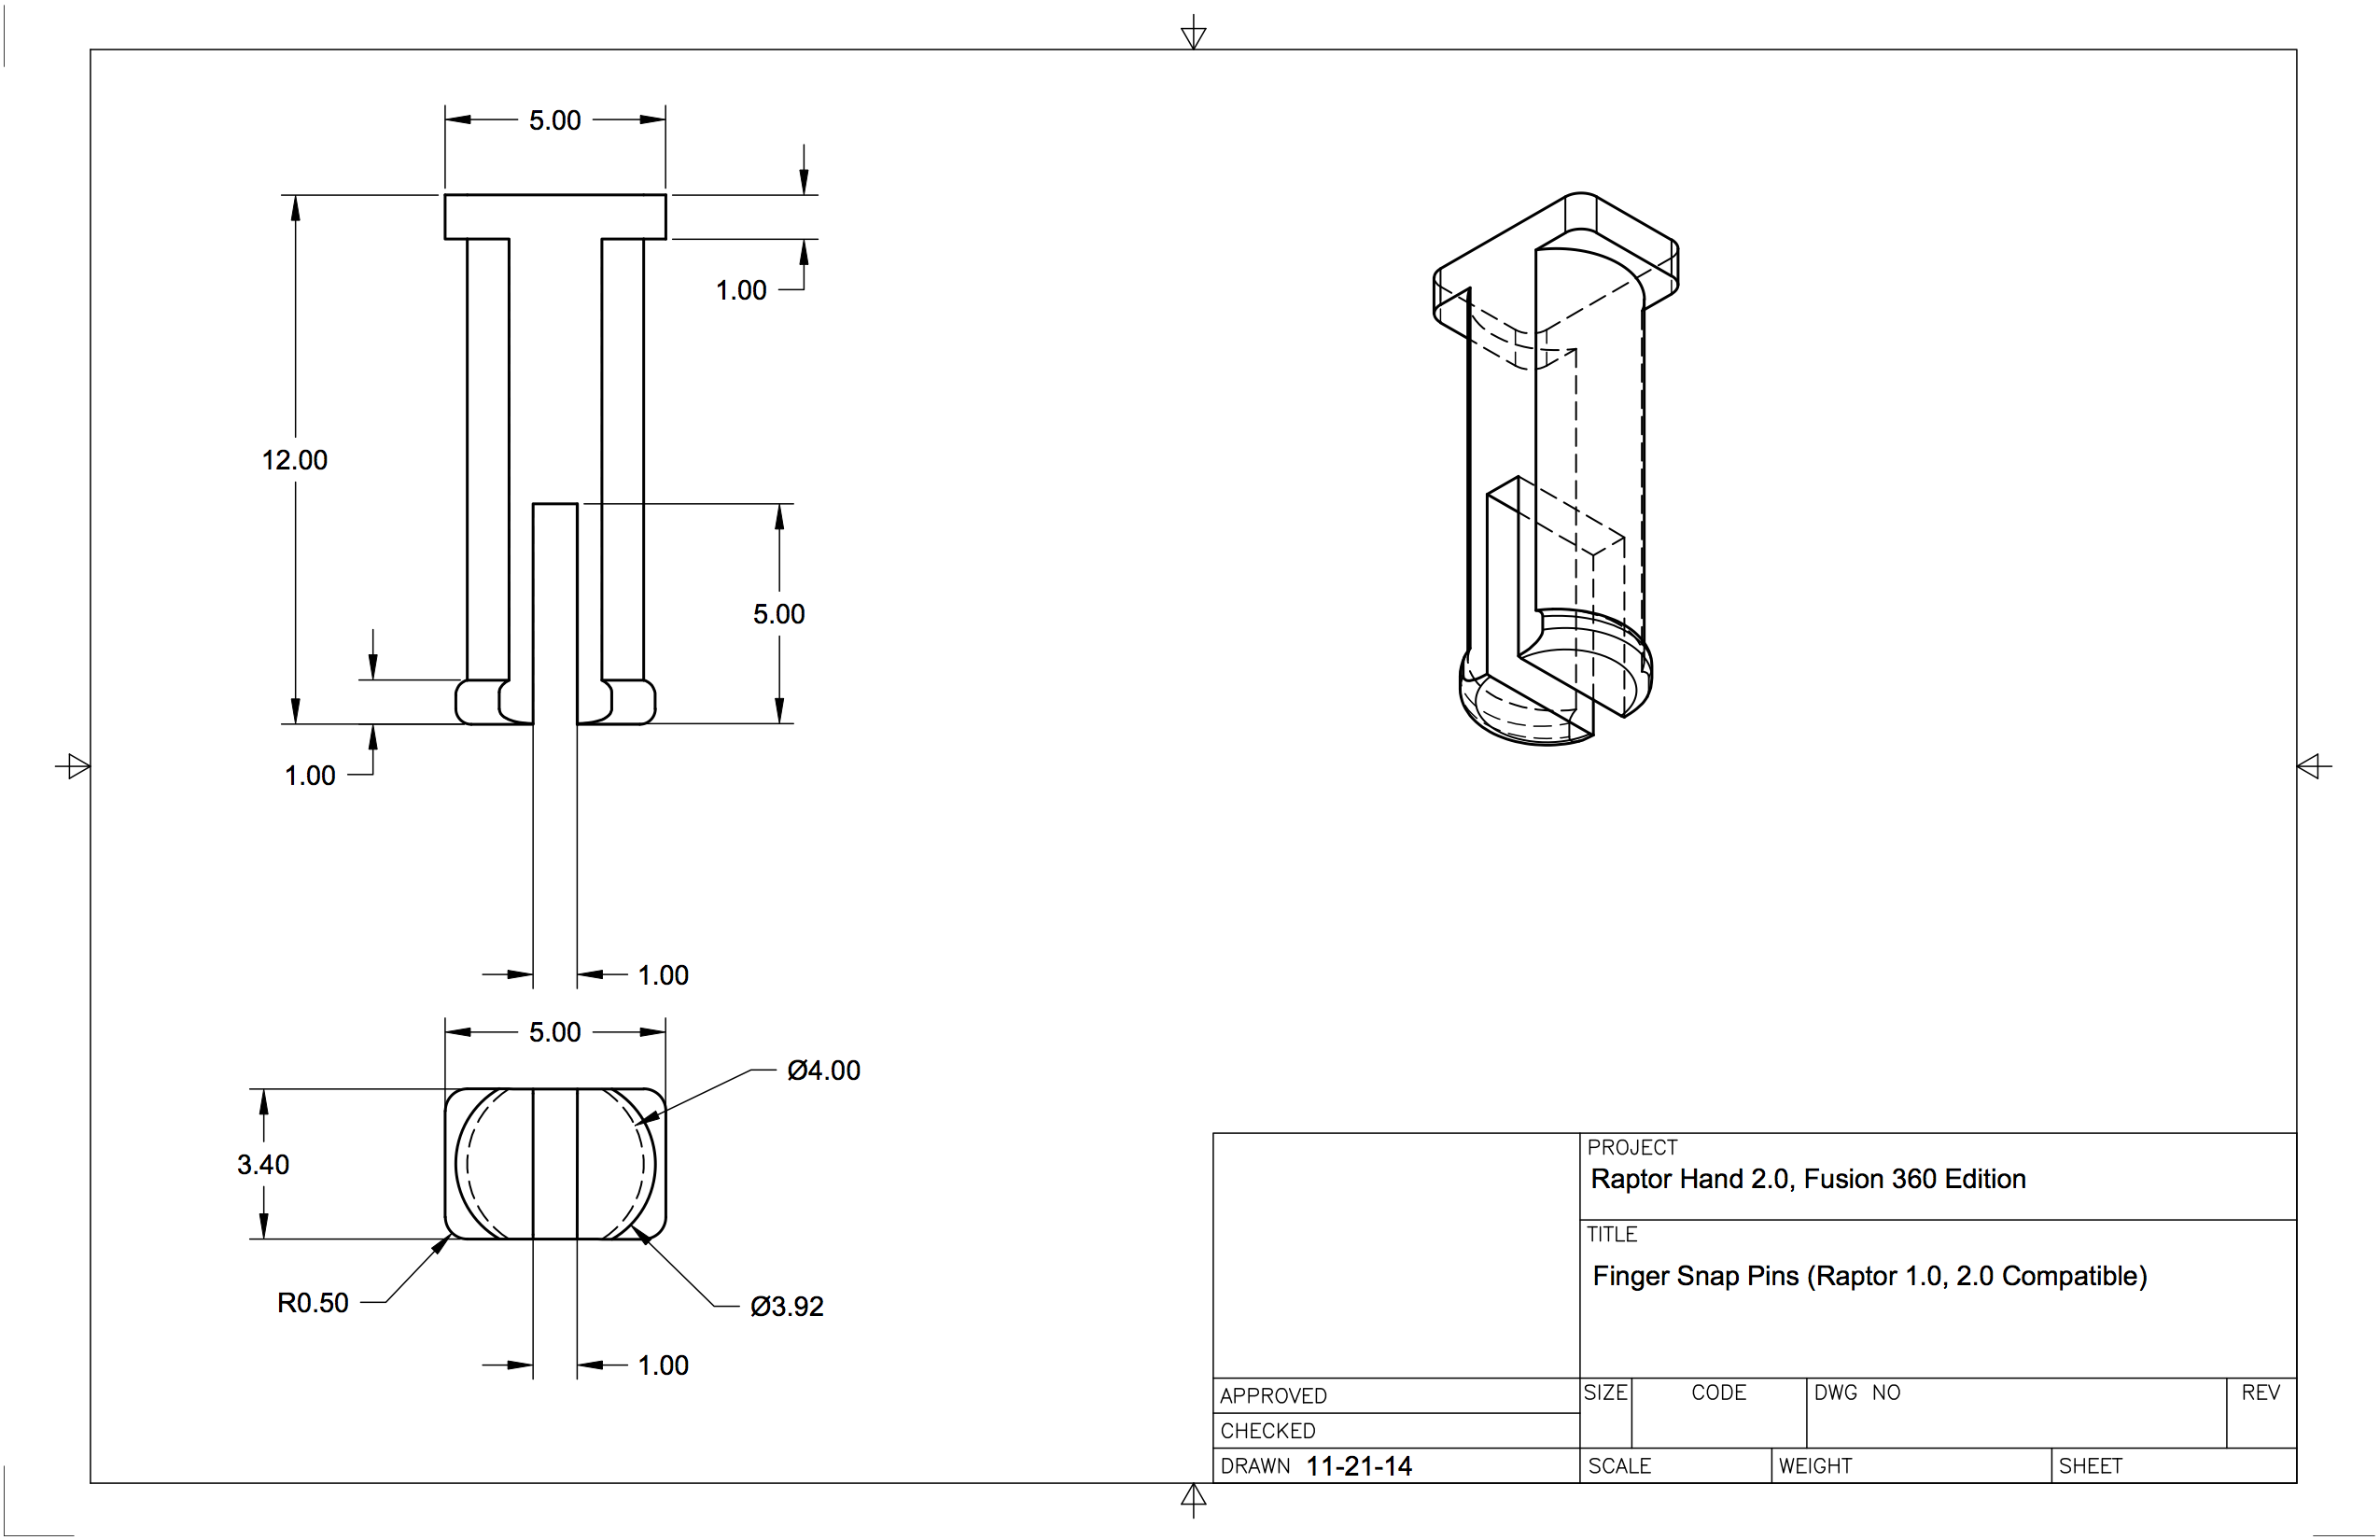 5.00
1.00
12.00
5.00
1.00
1.00
5.00
Ø4.00
3.40
R0.50
Ø3.92
1.00
PROJECT
Raptor Hand 2.0, Fusion 360 Edition
TITLE
Finger Snap Pins (Raptor 1.0, 2.0 Compatible)
APPROVED
SIZE CODE DWG NO REV
CHECKED
DRAWN 11-21-14
SCALE WEIGHT SHEET